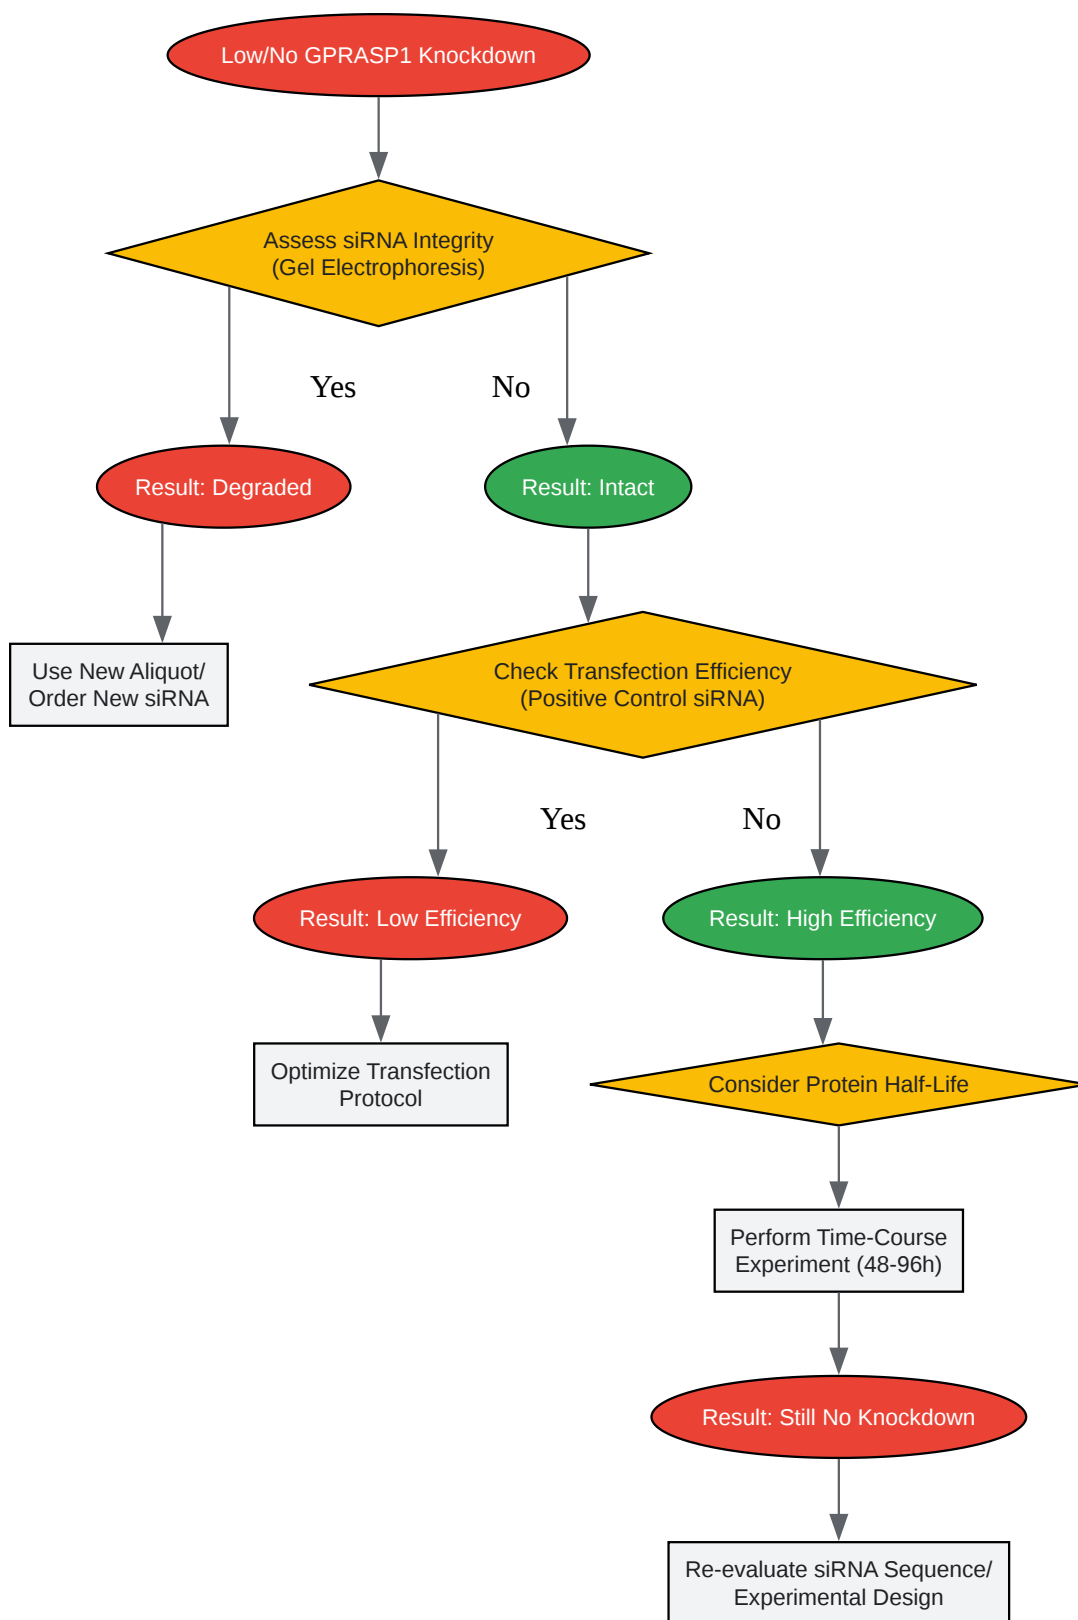 Low/No GPRASP1 Knockdown
Assess siRNA Integrity
(Gel Electrophoresis)
Yes
No
Result: Degraded
Result: Intact
Use New Aliquot/
Order New siRNA
Check Transfection Efficiency
(Positive Control siRNA)
Yes
No
Result: Low Efficiency
Result: High Efficiency
Optimize Transfection
Protocol
Consider Protein Half-Life
Perform Time-Course
Experiment (48-96h)
Result: Still No Knockdown
Re-evaluate siRNA Sequence/
Experimental Design